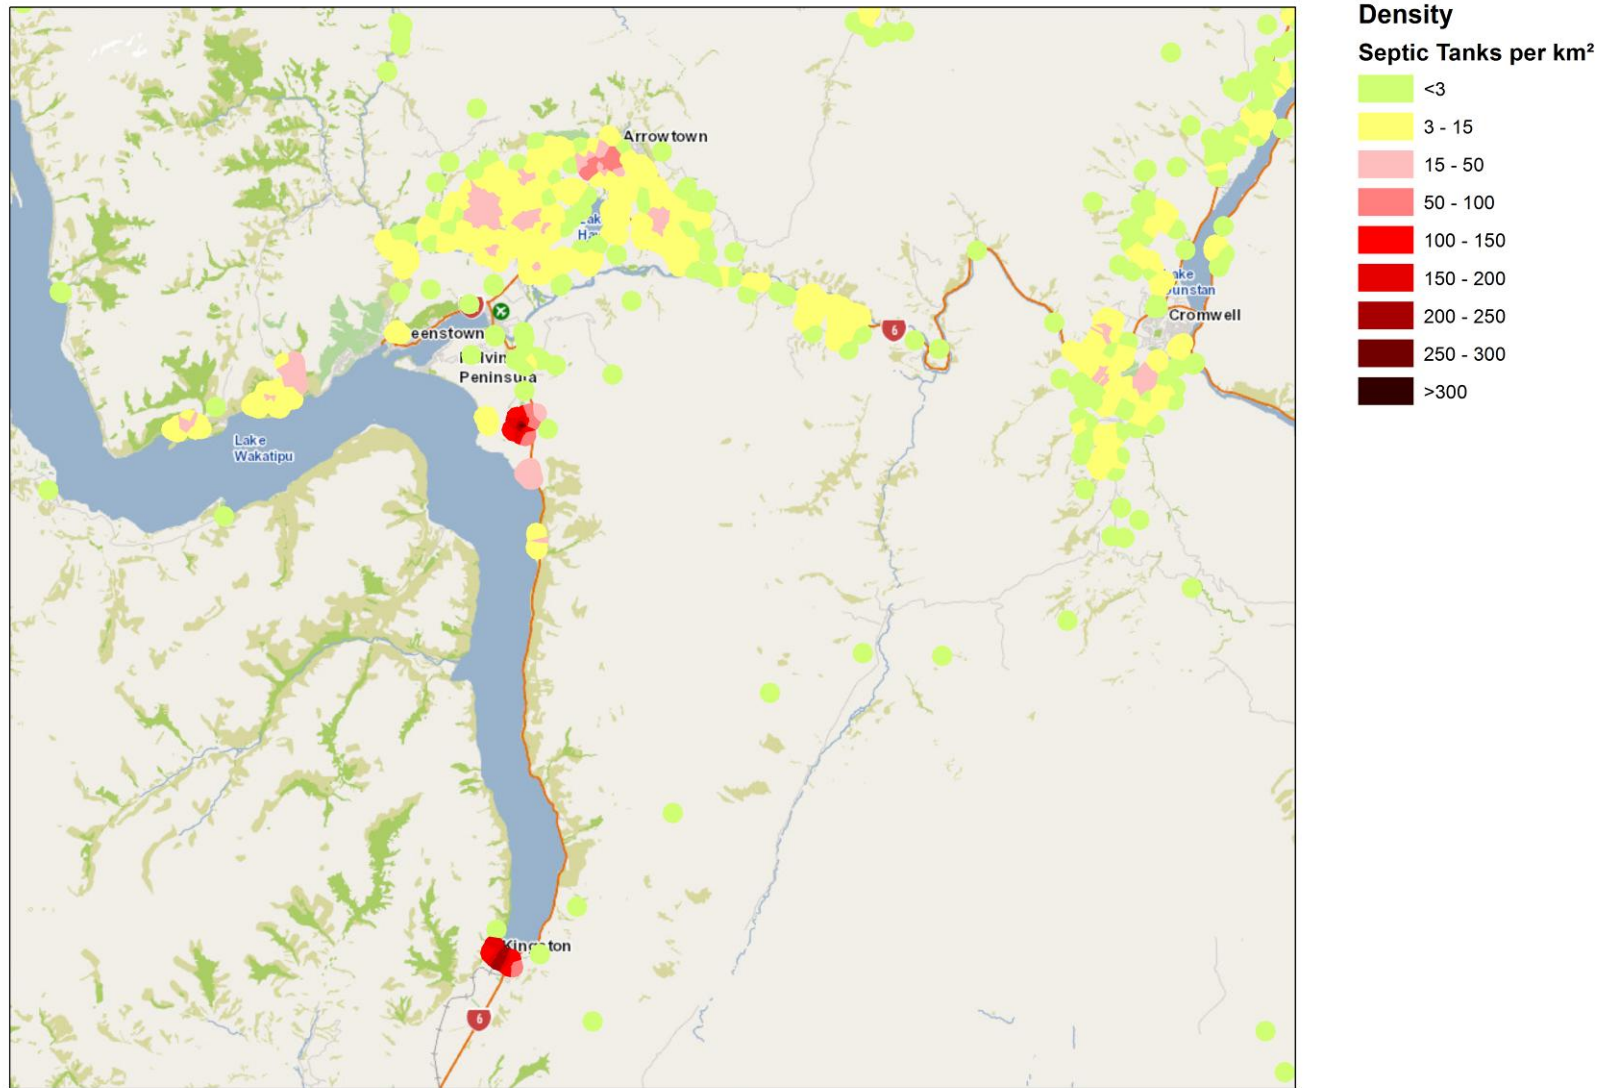 Density
Septic Tanks per km²
<3
3 - 15
15 - 50
50 - 100
100 - 150
150 - 200
200 - 250
250 - 300
>300
Arrowtown
Cromwell
6
Peninsula
Lake
Wakatipu
Kingston
6